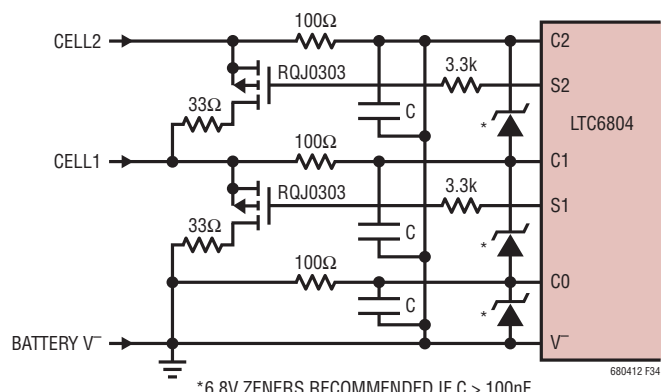 100Ω
CELL2
C2
3.3k
RQJ0303
S2
33Ω
C
LTC6804
*
100Ω
CELL1
C1
3.3k
RQJ0303
S1
33Ω
C
*
100Ω
C0
C
*
BATTERY V–
V–
680412 F34
*6.8V ZENERS RECOMMENDED IF C > 100nF